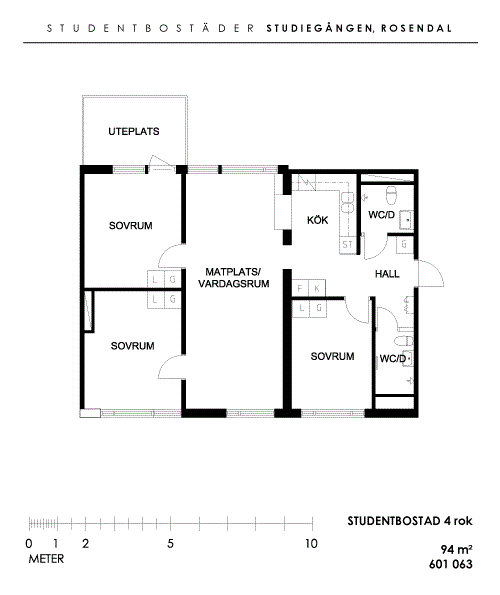 STUDENTBOSTÄDER STUDIEGÅNGEN, ROSENDAL
UTEPLATS
SOVRUM
KÖK
WC/D
ST
G
L G
MATPLATS/
VARDAGSRUM
HALL
F K
L G
L G
SOVRUM
SOVRUM
WC/D
0 1 2 5 10
METER
STUDENTBOSTAD 4 rok
94 m²
601 063